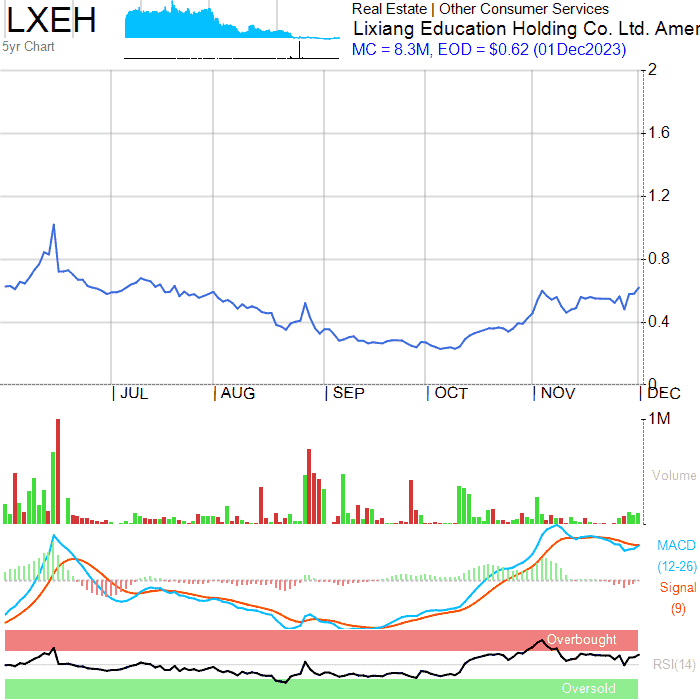 LXEH
5yr Chart
Real Estate | Other Consumer Services
Lixiang Education Holding Co. Ltd. Amer
MC = 8.3M, EOD = $0.62 (01Dec2023)
2
1.6
1.2
0.8
0.4
0
JUL AUG SEP OCT NOV DEC
1M
Volume
MACD
(12-26)
Signal
(9)
Overbought
RSI(14)
Oversold